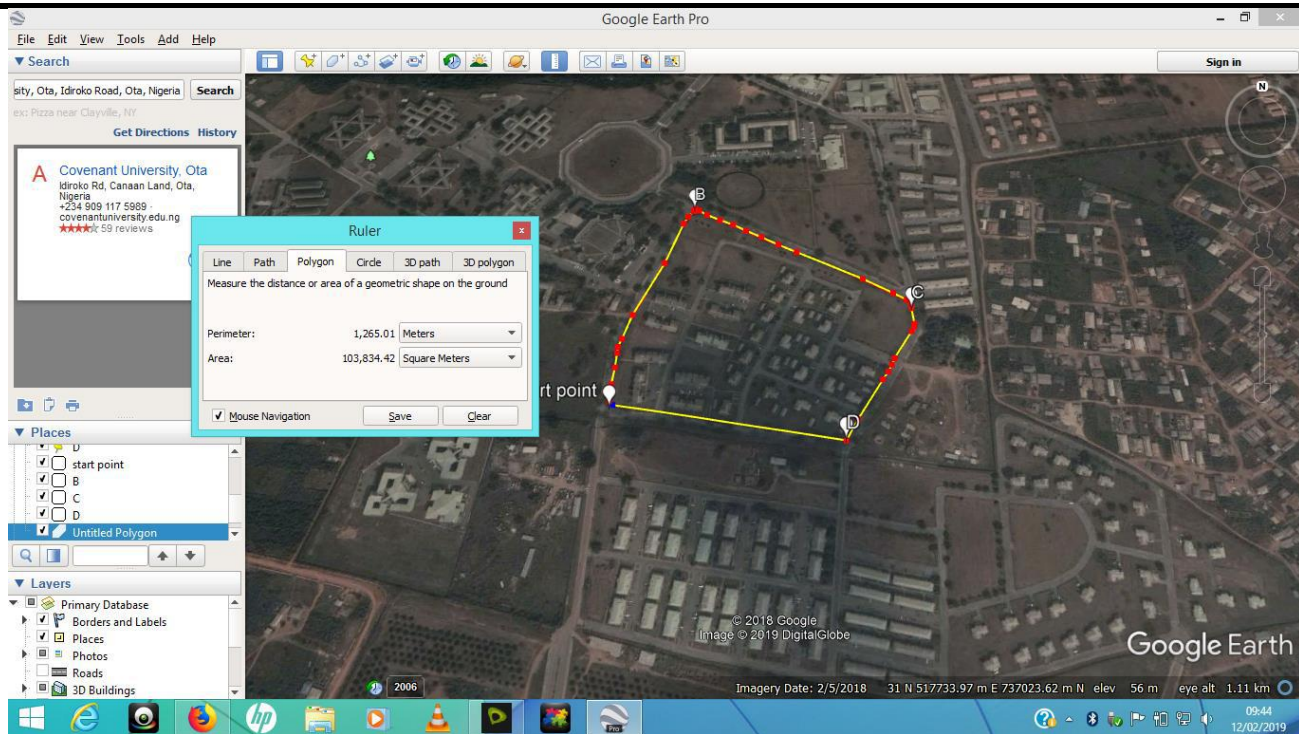 Google Earth Pro
File Edit View Tools Add Help
Search
Sign in
sity, Ota, Idiroko Road, Ota, Nigeria Search
ex: Pizza near Clayville, NY
Get Directions History
A Covenant University, Ota
Idiroko Rd, Canaan Land, Ota,
Nigeria
+234 909 117 5989 ·
covenantuniversity.edu.ng
59 reviews
Ruler
Line Path Polygon Circle 3D path 3D polygon
Measure the distance or area of a geometric shape on the ground
Perimeter: 1,265.01 Meters
Area: 103,834.42 Square Meters
Mouse Navigation Save Clear
N
B
C
rt point
D
Places
D
start point
B
C
D
Untitled Polygon
Layers
Primary Database
Borders and Labels
Places
Photos
Roads
3D Buildings
© 2018 Google
Image © 2019 DigitalGlobe
Google Earth
2006
Imagery Date: 2/5/2018 31 N 517733.97 m E 737023.62 m N elev 56 m eye alt 1.11 km
hp
Pro
09:44
12/02/2019